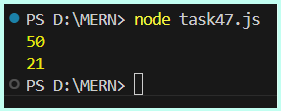 PS D:\MERN> node task47.js
50
21
PS D:\MERN>